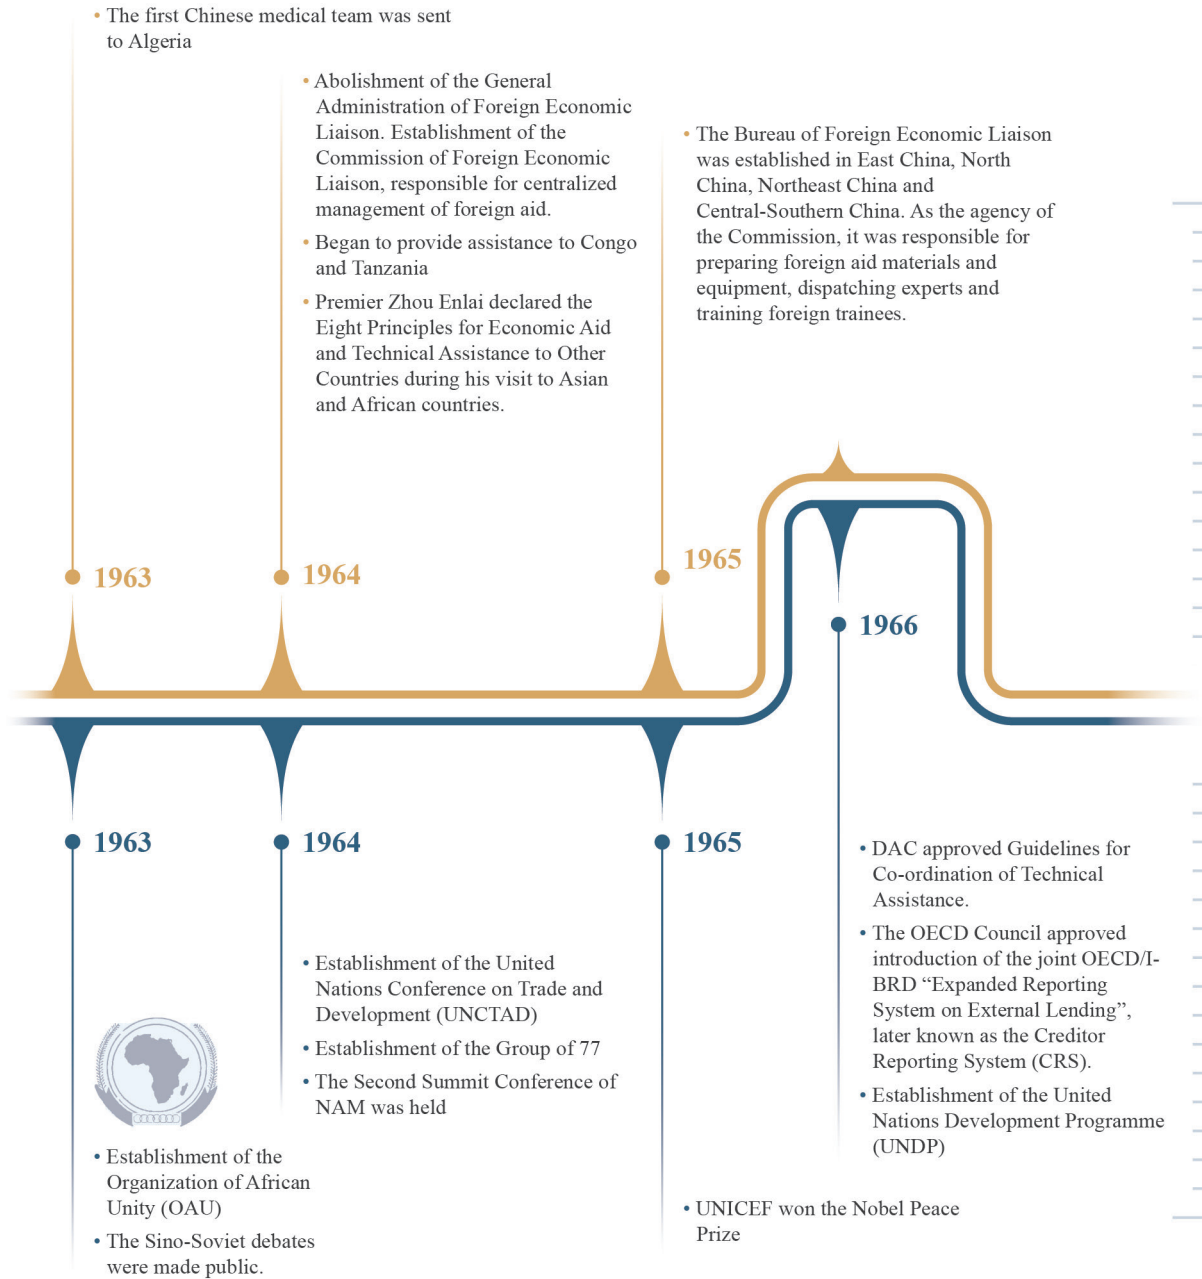 • The first Chinese medical team was sent
to Algeria
• Abolishment of the General
Administration of Foreign Economic
Liaison. Establishment of the
Commission of Foreign Economic
Liaison, responsible for centralized
management of foreign aid.
• Began to provide assistance to Congo
and Tanzania
• Premier Zhou Enlai declared the
Eight Principles for Economic Aid
and Technical Assistance to Other
Countries during his visit to Asian
and African countries.
• The Bureau of Foreign Economic Liaison
was established in East China, North
China, Northeast China and
Central-Southern China. As the agency of
the Commission, it was responsible for
preparing foreign aid materials and
equipment, dispatching experts and
training foreign trainees.
1963
1964
1965
1966
1963
1964
1965
• Establishment of the
Organization of African
Unity (OAU)
• The Sino-Soviet debates
were made public.
• Establishment of the United
Nations Conference on Trade and
Development (UNCTAD)
• Establishment of the Group of 77
• The Second Summit Conference of
NAM was held
• UNICEF won the Nobel Peace
Prize
• DAC approved Guidelines for
Co-ordination of Technical
Assistance.
• The OECD Council approved
introduction of the joint OECD/I-
BRD “Expanded Reporting
System on External Lending”,
later known as the Creditor
Reporting System (CRS).
• Establishment of the United
Nations Development Programme
(UNDP)